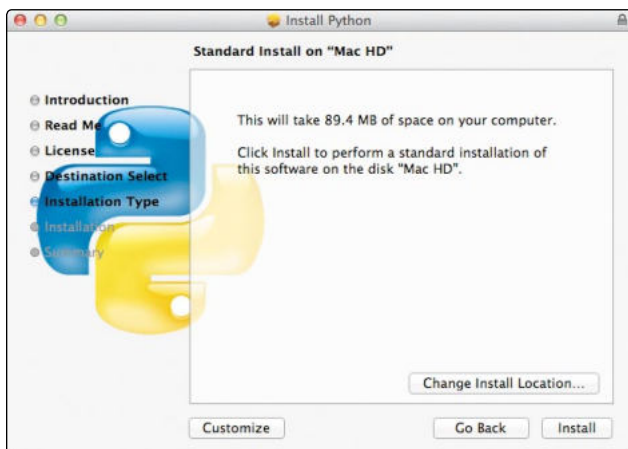 Install Python
Standard Install on “Mac HD”
Introduction
Read Me
License
Destination Select
Installation Type
Installation
Summary
This will take 89.4 MB of space on your computer.
Click Install to perform a standard installation of
this software on the disk “Mac HD”.
Change Install Location...
Customize
Go Back
Install